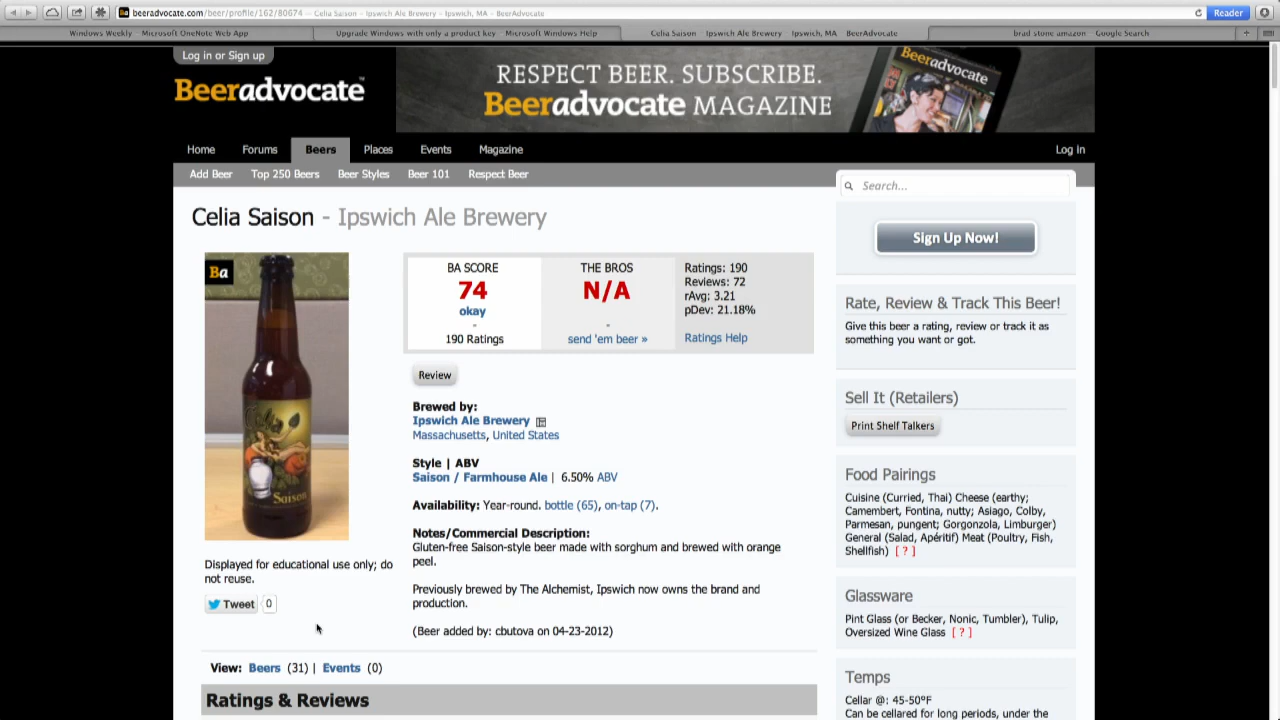 beeradvocate.com/beer/profile/162/80674 — Celia Saison - Ipswich Ale Brewery - Ipswich, MA - BeerAdvocate
Reader
Windows Weekly - Microsoft OneNote Web App
Upgrade Windows with only a product key - Microsoft Windows Help
Celia Saison - Ipswich Ale Brewery - Ipswich, MA - BeerAdvocate
brad stone amazon - Google Search
Log in or Sign up
Beeradvocate™
RESPECT BEER. SUBSCRIBE.
Beeradvocate MAGAZINE
Beeradvocate
Home Forums Beers Places Events Magazine Log in
Add Beer Top 250 Beers Beer Styles Beer 101 Respect Beer
Search...
Celia Saison - Ipswich Ale Brewery
Sign Up Now!
Ba
Saison
BA SCORE
74
okay
-
190 Ratings
THE BROS
N/A
-
send 'em beer »
Ratings: 190
Reviews: 72
rAvg: 3.21
pDev: 21.18%
Ratings Help
Review
Brewed by:
Ipswich Ale Brewery
Massachusetts, United States
Style | ABV
Saison / Farmhouse Ale | 6.50% ABV
Availability: Year-round. bottle (65), on-tap (7).
Notes/Commercial Description:
Gluten-free Saison-style beer made with sorghum and brewed with orange
peel.
Previously brewed by The Alchemist, Ipswich now owns the brand and
production.
(Beer added by: cbutova on 04-23-2012)
Displayed for educational use only; do
not reuse.
Tweet 0
View: Beers (31) | Events (0)
Ratings & Reviews
Rate, Review & Track This Beer!
Give this beer a rating, review or track it as
something you want or got.
Sell It (Retailers)
Print Shelf Talkers
Food Pairings
Cuisine (Curried, Thai) Cheese (earthy;
Camembert, Fontina, nutty; Asiago, Colby,
Parmesan, pungent; Gorgonzola, Limburger)
General (Salad, Apéritif) Meat (Poultry, Fish,
Shellfish) [ ? ]
Glassware
Pint Glass (or Becker, Nonic, Tumbler), Tulip,
Oversized Wine Glass [ ? ]
Temps
Cellar @: 45-50°F
Can be cellared for long periods, under the